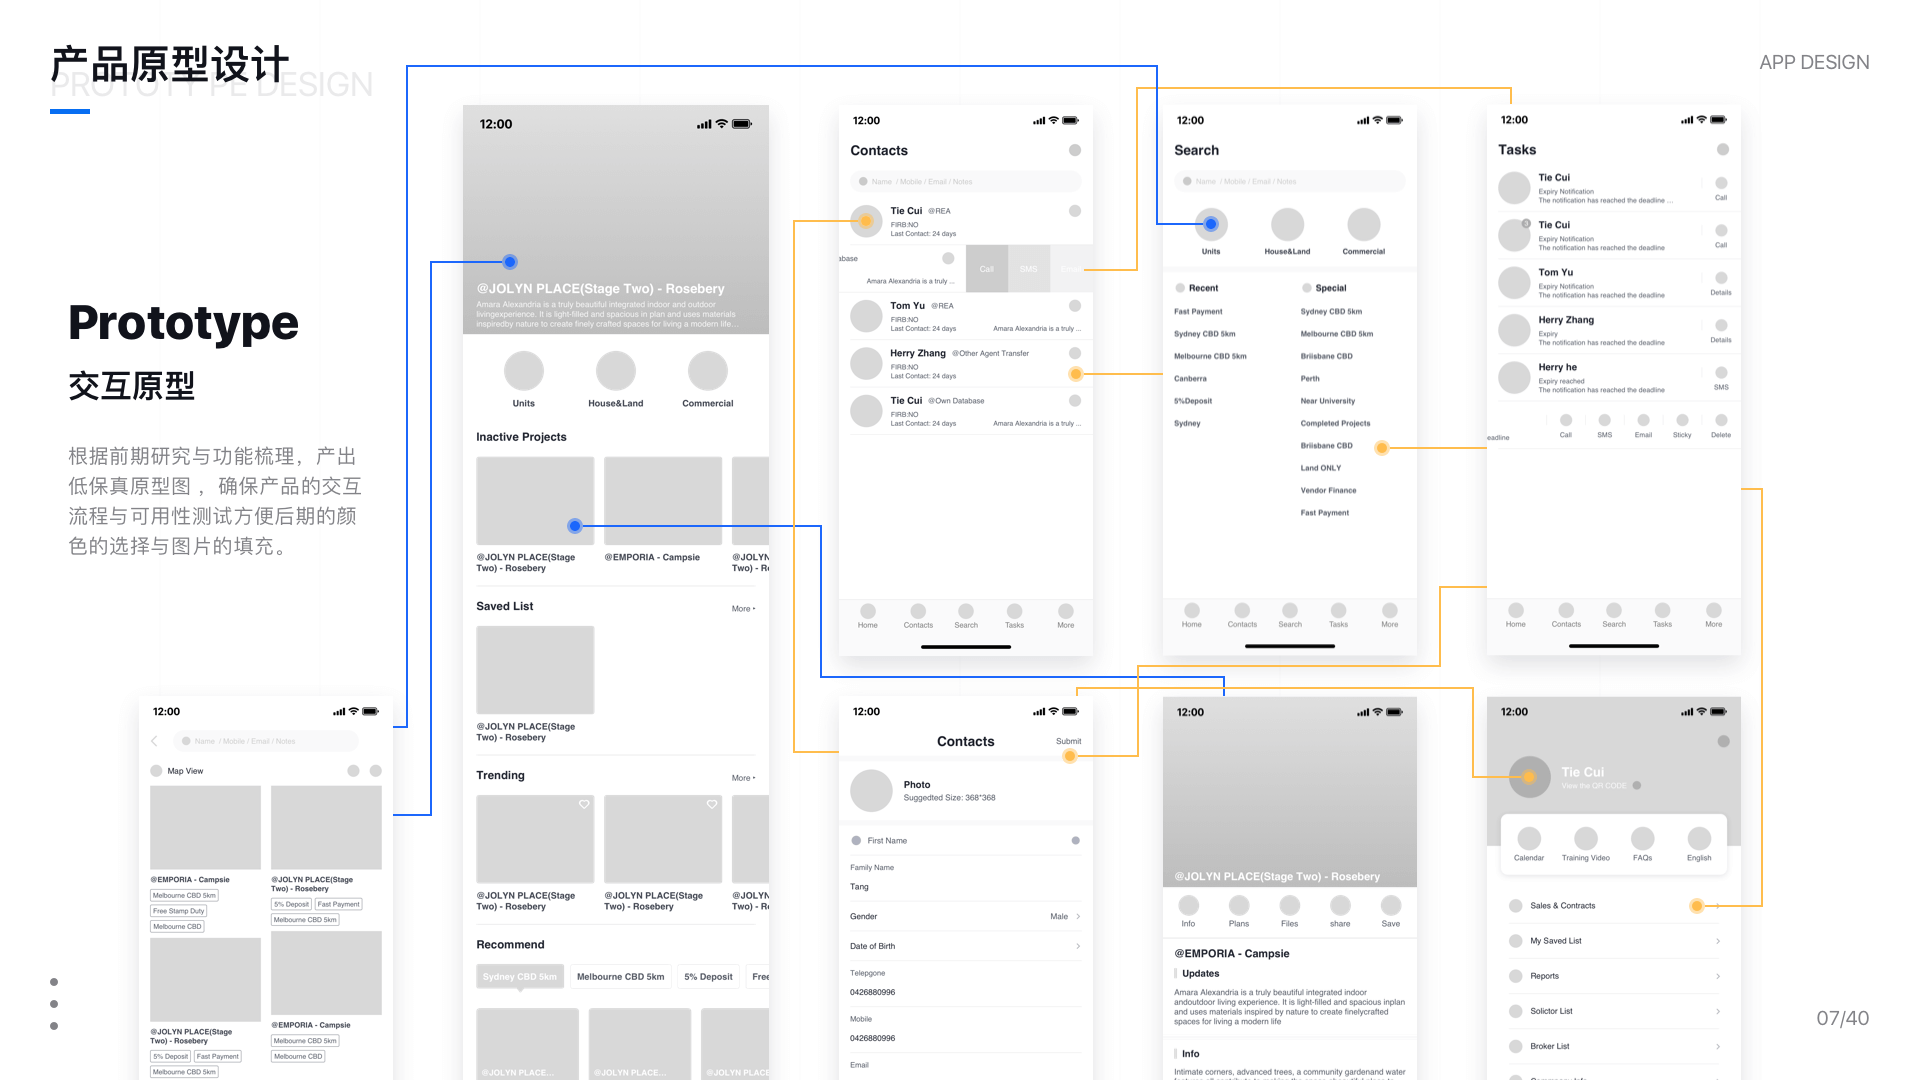 产品原型设计
PROTOTYPE DESIGN
APP DESIGN
Prototype
交互原型
根据前期研究与功能梳理，产出
低保真原型图 ，确保产品的交互
流程与可用性测试方便后期的颜
色的选择与图片的填充。
07/40
12:00
Name / Mobile / Email / Notes
Map View
@EMPORIA - Campsie
Melbourne CBD 5km
Free Stamp Duty
Melbourne CBD
@JOLYN PLACE(Stage
Two) - Rosebery
5% Deposit
Fast Payment
Melbourne CBD 5km
@JOLYN PLACE(Stage
Two) - Rosebery
5% Deposit
Fast Payment
Melbourne CBD 5km
@EMPORIA - Campsie
Melbourne CBD 5km
Melbourne CBD
12:00
@JOLYN PLACE(Stage Two) - Rosebery
Amara Alexandria is a truly beautiful integrated indoor and outdoor
livingexperience. It is light-filled and spacious in plan and uses materials
inspiredby nature to create finely crafted spaces for living a modern life...
Units
House&Land
Commercial
Inactive Projects
@JOLYN PLACE(Stage
Two) - Rosebery
@EMPORIA - Campsie
@JOLYN
Two) - R
Saved List
More
@JOLYN PLACE(Stage
Two) - Rosebery
Trending
More
@JOLYN PLACE(Stage
Two) - Rosebery
@JOLYN PLACE(Stage
Two) - Rosebery
@JOLYN
Two) - R
Recommend
Sydney CBD 5km
Melbourne CBD 5km
5% Deposit
Free
@JOLYN PLACE...
@JOLYN PLACE...
@JOLYN PLACE
12:00
Contacts
Name / Mobile / Email / Notes
Tie Cui @REA
FIRB:NO
Last Contact: 24 days
abase
Amara Alexandria is a truly ...
Call
SMS
Email
Tom Yu @REA
FIRB:NO
Last Contact: 24 days
Amara Alexandria is a truly ...
Herry Zhang @Other Agent Transfer
FIRB:NO
Last Contact: 24 days
Tie Cui @Own Database
FIRB:NO
Last Contact: 24 days
Amara Alexandria is a truly ...
Home
Contacts
Search
Tasks
More
12:00
Search
Name / Mobile / Email / Notes
Units
House&Land
Commercial
Recent
Fast Payment
Sydney CBD 5km
Melbourne CBD 5km
Canberra
5%Deposit
Sydney
Special
Sydney CBD 5km
Melbourne CBD 5km
Briisbane CBD
Perth
Near University
Completed Projects
Briisbane CBD
Land ONLY
Vendor Finance
Fast Payment
Home
Contacts
Search
Tasks
More
12:00
Tasks
Tie Cui
Expiry Notification
The notification has reached the deadline ...
Call
Tie Cui
Expiry Notification
The notification has reached the deadline
Call
Tom Yu
Expiry Notification
The notification has reached the deadline
Details
Herry Zhang
Expiry
The notification has reached the deadline
Details
Herry he
Expiry reached
The notification has reached the deadline
SMS
eadline
Call
SMS
Email
Sticky
Delete
Home
Contacts
Search
Tasks
More
12:00
Contacts
Submit
Photo
Suggedted Size: 368*368
First Name
Family Name
Tang
Gender
Male
Date of Birth
Telepgone
0426880996
Mobile
0426880996
Email
12:00
@JOLYN PLACE(Stage Two) - Rosebery
Info
Plans
Files
share
Save
@EMPORIA - Campsie
Updates
Amara Alexandria is a truly beautiful integrated indoor
andoutdoor living experience. It is light-filled and spacious inplan
and uses materials inspired by nature to create finelycrafted
spaces for living a modern life
Info
Intimate corners, advanced trees, a community gardenand water
12:00
Tie Cui
View the QR CODE
Calendar
Training Video
FAQs
English
Sales & Contracts
My Saved List
Reports
Solictor List
Broker List